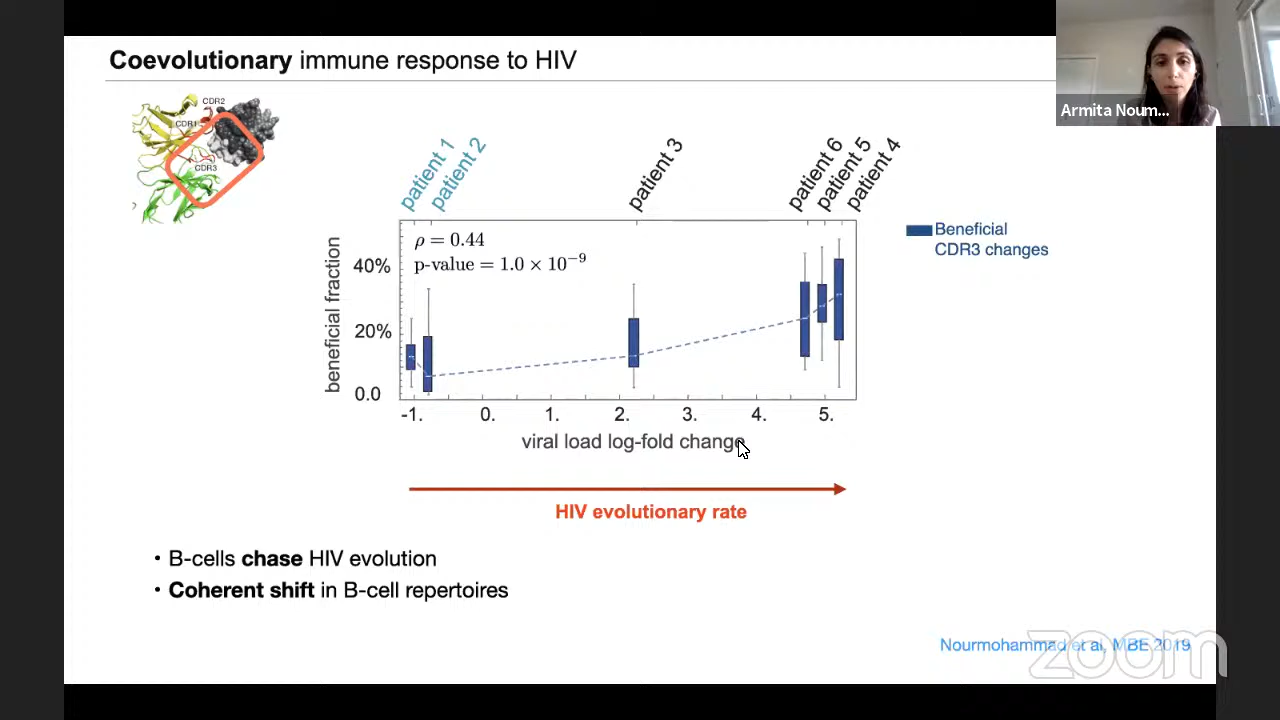 Coevolutionary immune response to HIV
Armita Noum...
CDR2
CDR1
CDR3
patient 1
patient 2
patient 3
patient 6
patient 5
patient 4
ρ = 0.44
p-value = 1.0 × 10⁻⁹
Beneficial
CDR3 changes
beneficial fraction
40%
20%
0.0
-1. 0. 1. 2. 3. 4. 5.
viral load log-fold change
HIV evolutionary rate
• B-cells chase HIV evolution
• Coherent shift in B-cell repertoires
Nourmohammad et al, MBE 2019
zoom